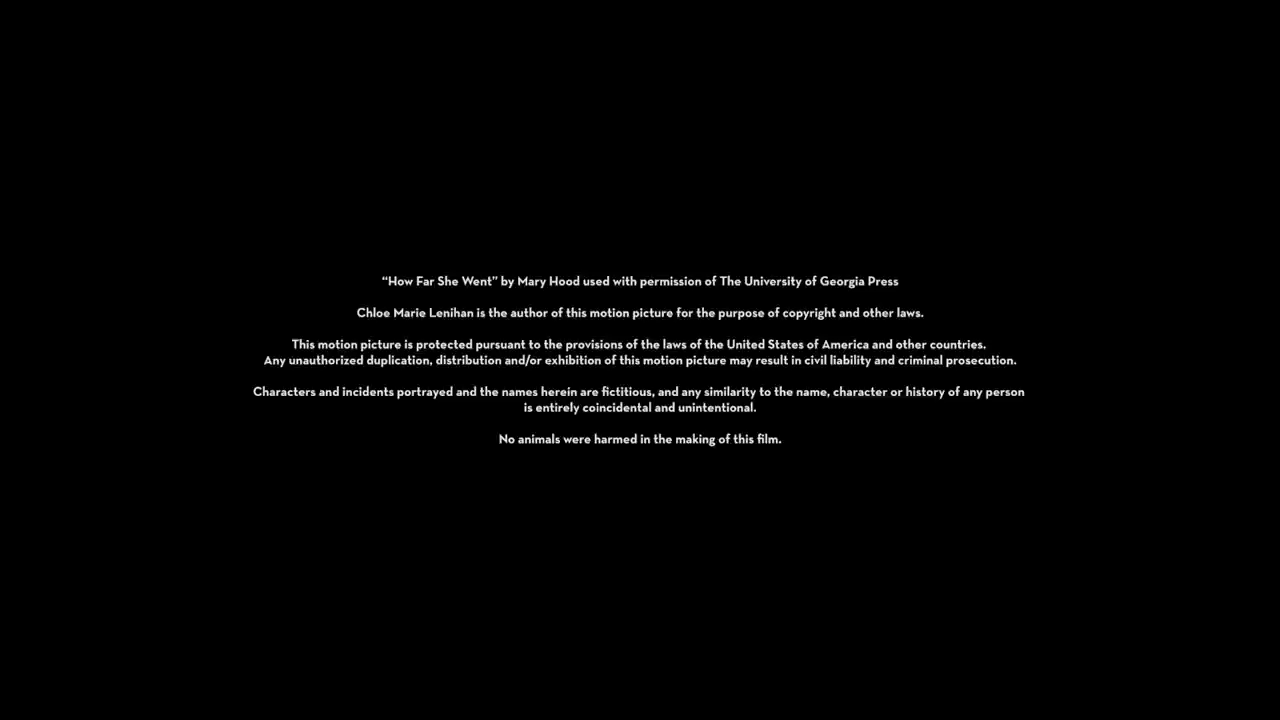 “How Far She Went” by Mary Hood used with permission of The University of Georgia Press
Chloe Marie Lenihan is the author of this motion picture for the purpose of copyright and other laws.
This motion picture is protected pursuant to the provisions of the laws of the United States of America and other countries.
Any unauthorized duplication, distribution and/or exhibition of this motion picture may result in civil liability and criminal prosecution.
Characters and incidents portrayed and the names herein are fictitious, and any similarity to the name, character or history of any person
is entirely coincidental and unintentional.
No animals were harmed in the making of this film.